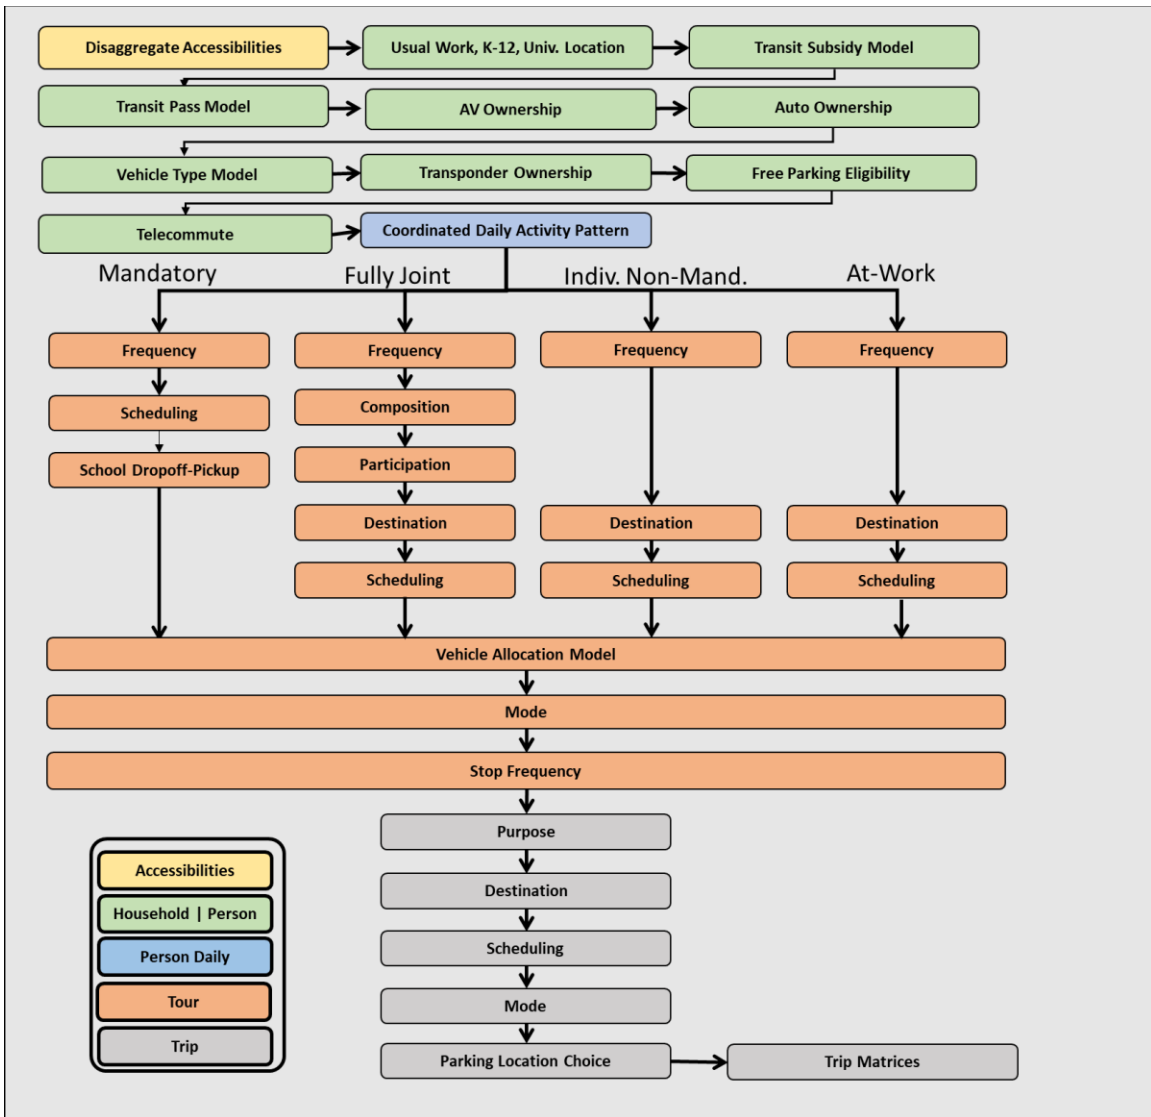 Disaggregate Accessibilities
Usual Work, K-12, Univ. Location
Transit Subsidy Model
Transit Pass Model
AV Ownership
Auto Ownership
Vehicle Type Model
Transponder Ownership
Free Parking Eligibility
Telecommute
Coordinated Daily Activity Pattern
Mandatory
Fully Joint
Indiv. Non-Mand.
At-Work
Frequency
Frequency
Frequency
Frequency
Scheduling
Composition
School Dropoff-Pickup
Participation
Destination
Destination
Destination
Scheduling
Scheduling
Scheduling
Vehicle Allocation Model
Mode
Stop Frequency
Purpose
Destination
Scheduling
Mode
Parking Location Choice
Trip Matrices
Accessibilities
Household | Person
Person Daily
Tour
Trip